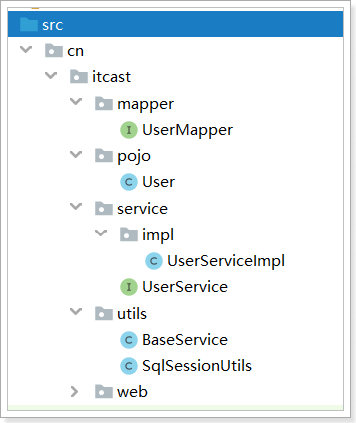 src
cn
itcast
mapper
I UserMapper
pojo
C User
service
impl
C UserServiceImpl
I UserService
utils
C BaseService
C SqlSessionUtils
web